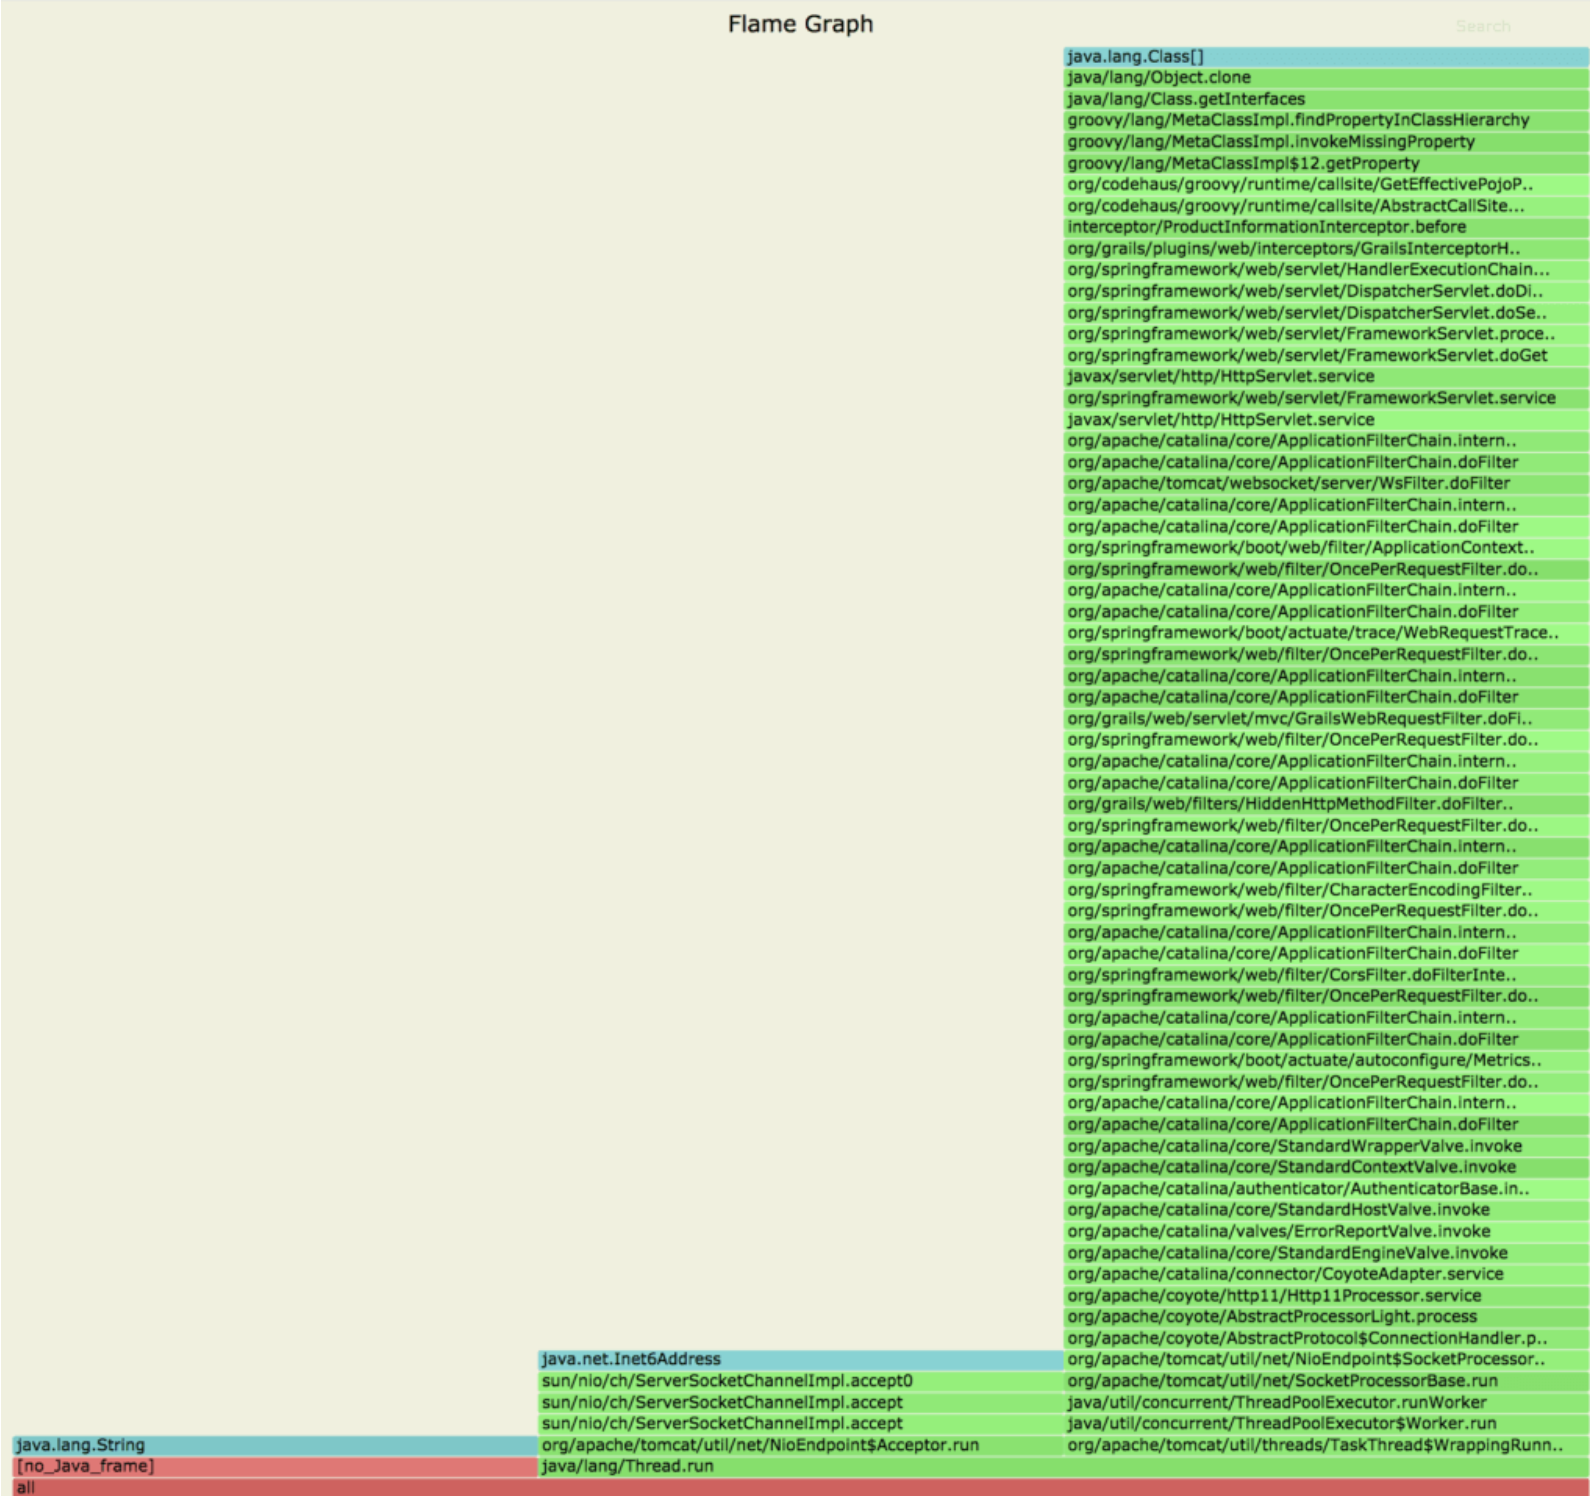 Flame Graph
Search
java.lang.Class[]
java/lang/Object.clone
java/lang/Class.getInterfaces
groovy/lang/MetaClassImpl.findPropertyInClassHierarchy
groovy/lang/MetaClassImpl.invokeMissingProperty
groovy/lang/MetaClassImpl$12.getProperty
org/codehaus/groovy/runtime/callsite/GetEffectivePojoP..
org/codehaus/groovy/runtime/callsite/AbstractCallSite...
interceptor/ProductInformationInterceptor.before
org/grails/plugins/web/interceptors/GrailsInterceptorH..
org/springframework/web/servlet/HandlerExecutionChain...
org/springframework/web/servlet/DispatcherServlet.doDi..
org/springframework/web/servlet/DispatcherServlet.doSe..
org/springframework/web/servlet/FrameworkServlet.proce..
org/springframework/web/servlet/FrameworkServlet.doGet
javax/servlet/http/HttpServlet.service
org/springframework/web/servlet/FrameworkServlet.service
javax/servlet/http/HttpServlet.service
org/apache/catalina/core/ApplicationFilterChain.intern..
org/apache/catalina/core/ApplicationFilterChain.doFilter
org/apache/tomcat/websocket/server/WsFilter.doFilter
org/apache/catalina/core/ApplicationFilterChain.intern..
org/apache/catalina/core/ApplicationFilterChain.doFilter
org/springframework/boot/web/filter/ApplicationContext..
org/springframework/web/filter/OncePerRequestFilter.do..
org/apache/catalina/core/ApplicationFilterChain.intern..
org/apache/catalina/core/ApplicationFilterChain.doFilter
org/springframework/boot/actuate/trace/WebRequestTrace..
org/springframework/web/filter/OncePerRequestFilter.do..
org/apache/catalina/core/ApplicationFilterChain.intern..
org/apache/catalina/core/ApplicationFilterChain.doFilter
org/grails/web/servlet/mvc/GrailsWebRequestFilter.doFi..
org/springframework/web/filter/OncePerRequestFilter.do..
org/apache/catalina/core/ApplicationFilterChain.intern..
org/apache/catalina/core/ApplicationFilterChain.doFilter
org/grails/web/filters/HiddenHttpMethodFilter.doFilter..
org/springframework/web/filter/OncePerRequestFilter.do..
org/apache/catalina/core/ApplicationFilterChain.intern..
org/apache/catalina/core/ApplicationFilterChain.doFilter
org/springframework/web/filter/CharacterEncodingFilter..
org/springframework/web/filter/OncePerRequestFilter.do..
org/apache/catalina/core/ApplicationFilterChain.intern..
org/apache/catalina/core/ApplicationFilterChain.doFilter
org/springframework/web/filter/CorsFilter.doFilterInte..
org/springframework/web/filter/OncePerRequestFilter.do..
org/apache/catalina/core/ApplicationFilterChain.intern..
org/apache/catalina/core/ApplicationFilterChain.doFilter
org/springframework/boot/actuate/autoconfigure/Metrics..
org/springframework/web/filter/OncePerRequestFilter.do..
org/apache/catalina/core/ApplicationFilterChain.intern..
org/apache/catalina/core/ApplicationFilterChain.doFilter
org/apache/catalina/core/StandardWrapperValve.invoke
org/apache/catalina/core/StandardContextValve.invoke
org/apache/catalina/authenticator/AuthenticatorBase.in..
org/apache/catalina/core/StandardHostValve.invoke
org/apache/catalina/valves/ErrorReportValve.invoke
org/apache/catalina/core/StandardEngineValve.invoke
org/apache/catalina/connector/CoyoteAdapter.service
org/apache/coyote/http11/Http11Processor.service
org/apache/coyote/AbstractProcessorLight.process
org/apache/coyote/AbstractProtocol$ConnectionHandler.p..
java.net.Inet6Address
org/apache/tomcat/util/net/NioEndpoint$SocketProcessor..
sun/nio/ch/ServerSocketChannelImpl.accept0
org/apache/tomcat/util/net/SocketProcessorBase.run
sun/nio/ch/ServerSocketChannelImpl.accept
java/util/concurrent/ThreadPoolExecutor.runWorker
sun/nio/ch/ServerSocketChannelImpl.accept
java/util/concurrent/ThreadPoolExecutor$Worker.run
java.lang.String
org/apache/tomcat/util/net/NioEndpoint$Acceptor.run
org/apache/tomcat/util/threads/TaskThread$WrappingRunn..
[no_Java_frame]
java/lang/Thread.run
all